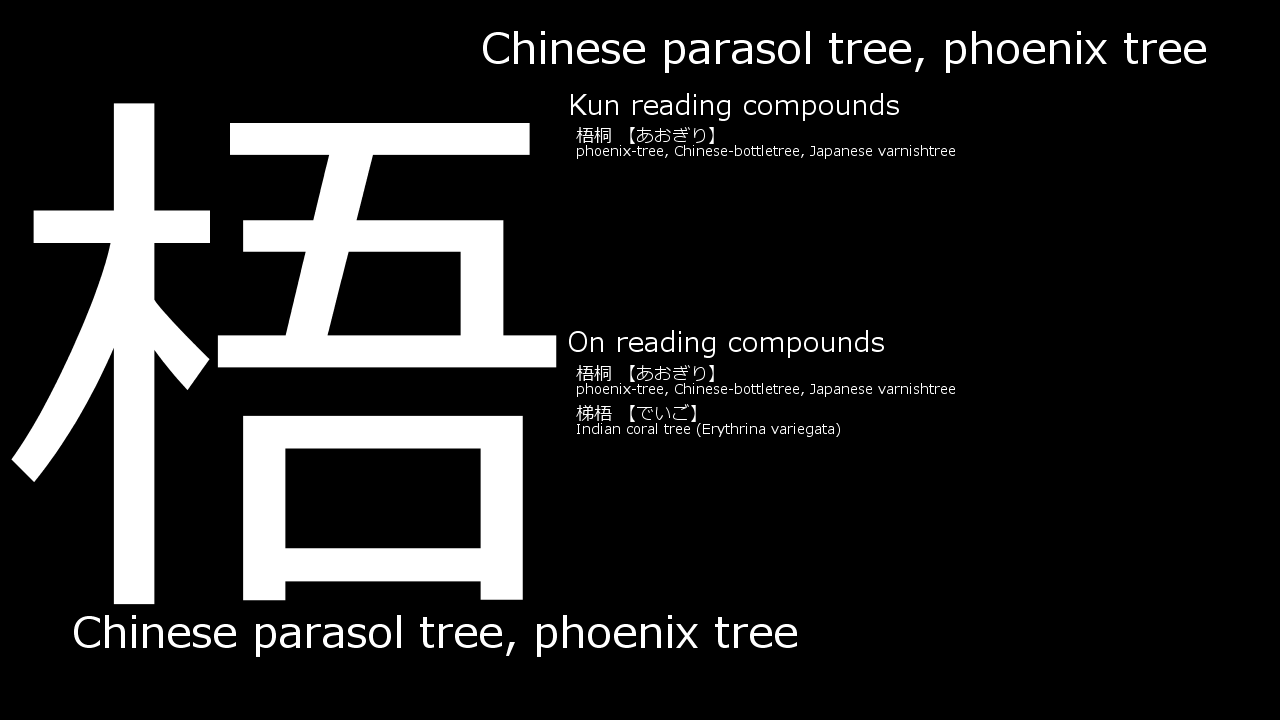 Chinese parasol tree, phoenix tree
梧
Kun reading compounds
梧桐 【あおぎり】
phoenix-tree, Chinese-bottletree, Japanese varnishtree
On reading compounds
梧桐 【あおぎり】
phoenix-tree, Chinese-bottletree, Japanese varnishtree
梯梧 【でいご】
Indian coral tree (Erythrina variegata)
Chinese parasol tree, phoenix tree